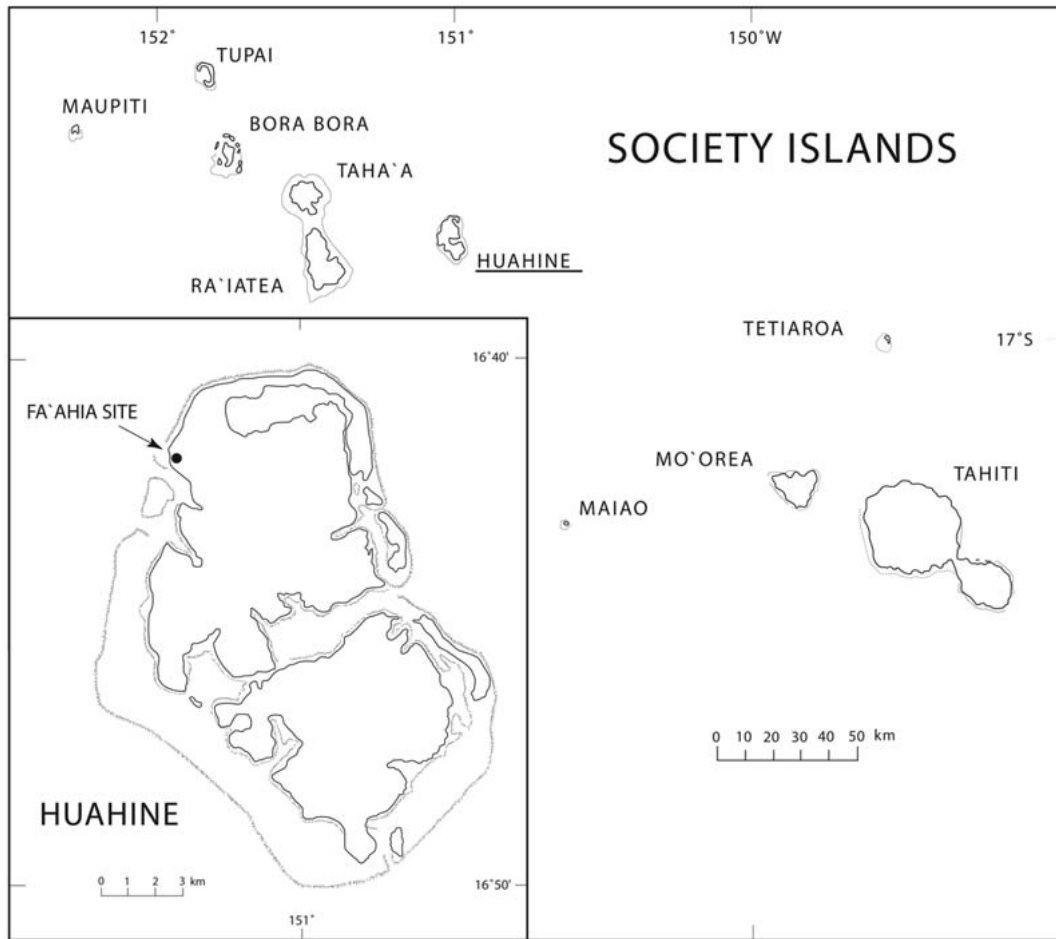 152°
151°
150°W
TUPAI
MAUPITI
BORA BORA
SOCIETY ISLANDS
TAHA`A
HUAHINE
RA`IATEA
TETIAROA
17°S
16°40'
FA`AHIA SITE
MO`OREA
TAHITI
MAIAO
0 10 20 30 40 50 km
HUAHINE
0 1 2 3 km
16°50'
151°